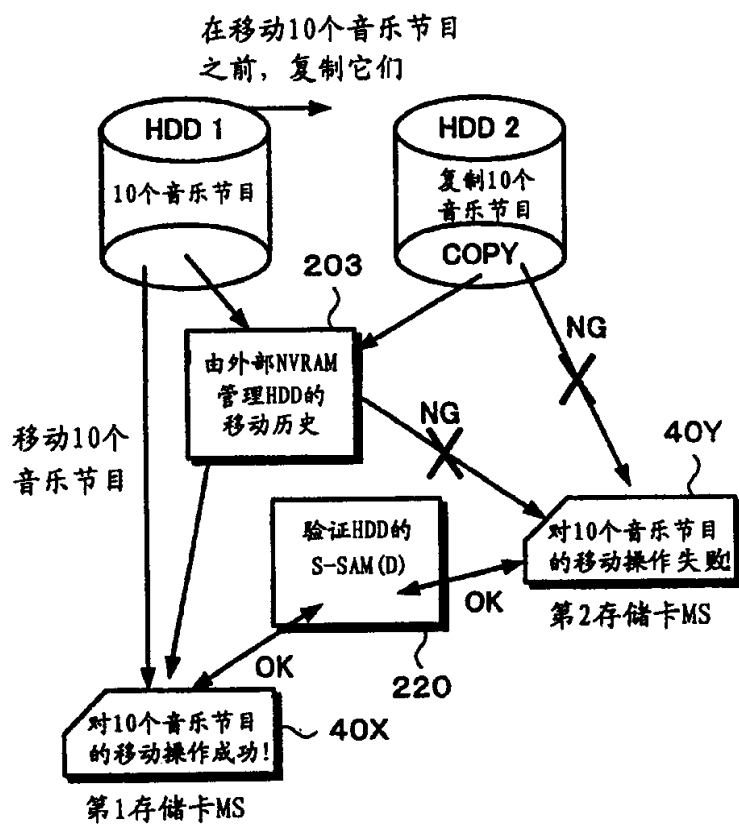 在移动10个音乐节目
之前，复制它们
HDD 1
10个音乐节目
HDD 2
复制10个
音乐节目
COPY
203
由外部NVRAM
管理HDD的
移动历史
NG
NG
移动10个
音乐节目
40Y
验证HDD的
S-SAM(D)
对10个音乐节目
的移动操作失败!
OK
第2存储卡MS
OK
220
对10个音乐节目
的移动操作成功!
40X
第1存储卡MS